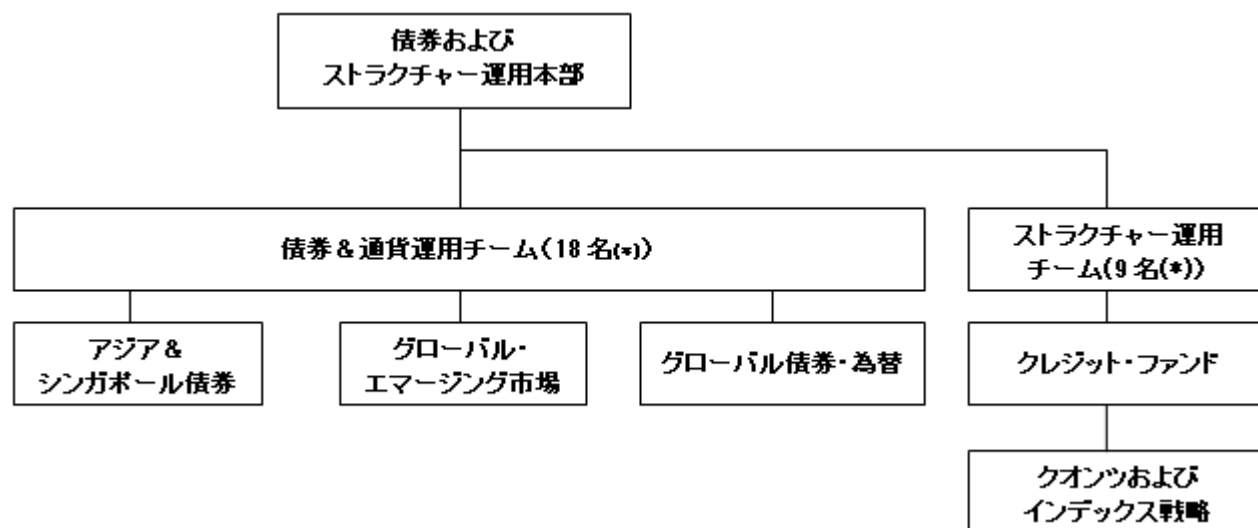 債券および
ストラクチャー運用本部
債券＆通貨運用チーム(18名(*))
ストラクチャー運用
チーム(9名(*))
アジア＆
シンガポール債券
グローバル・
エマージング市場
グローバル債券・為替
クレジット・ファンド
クオンツおよび
インデックス戦略